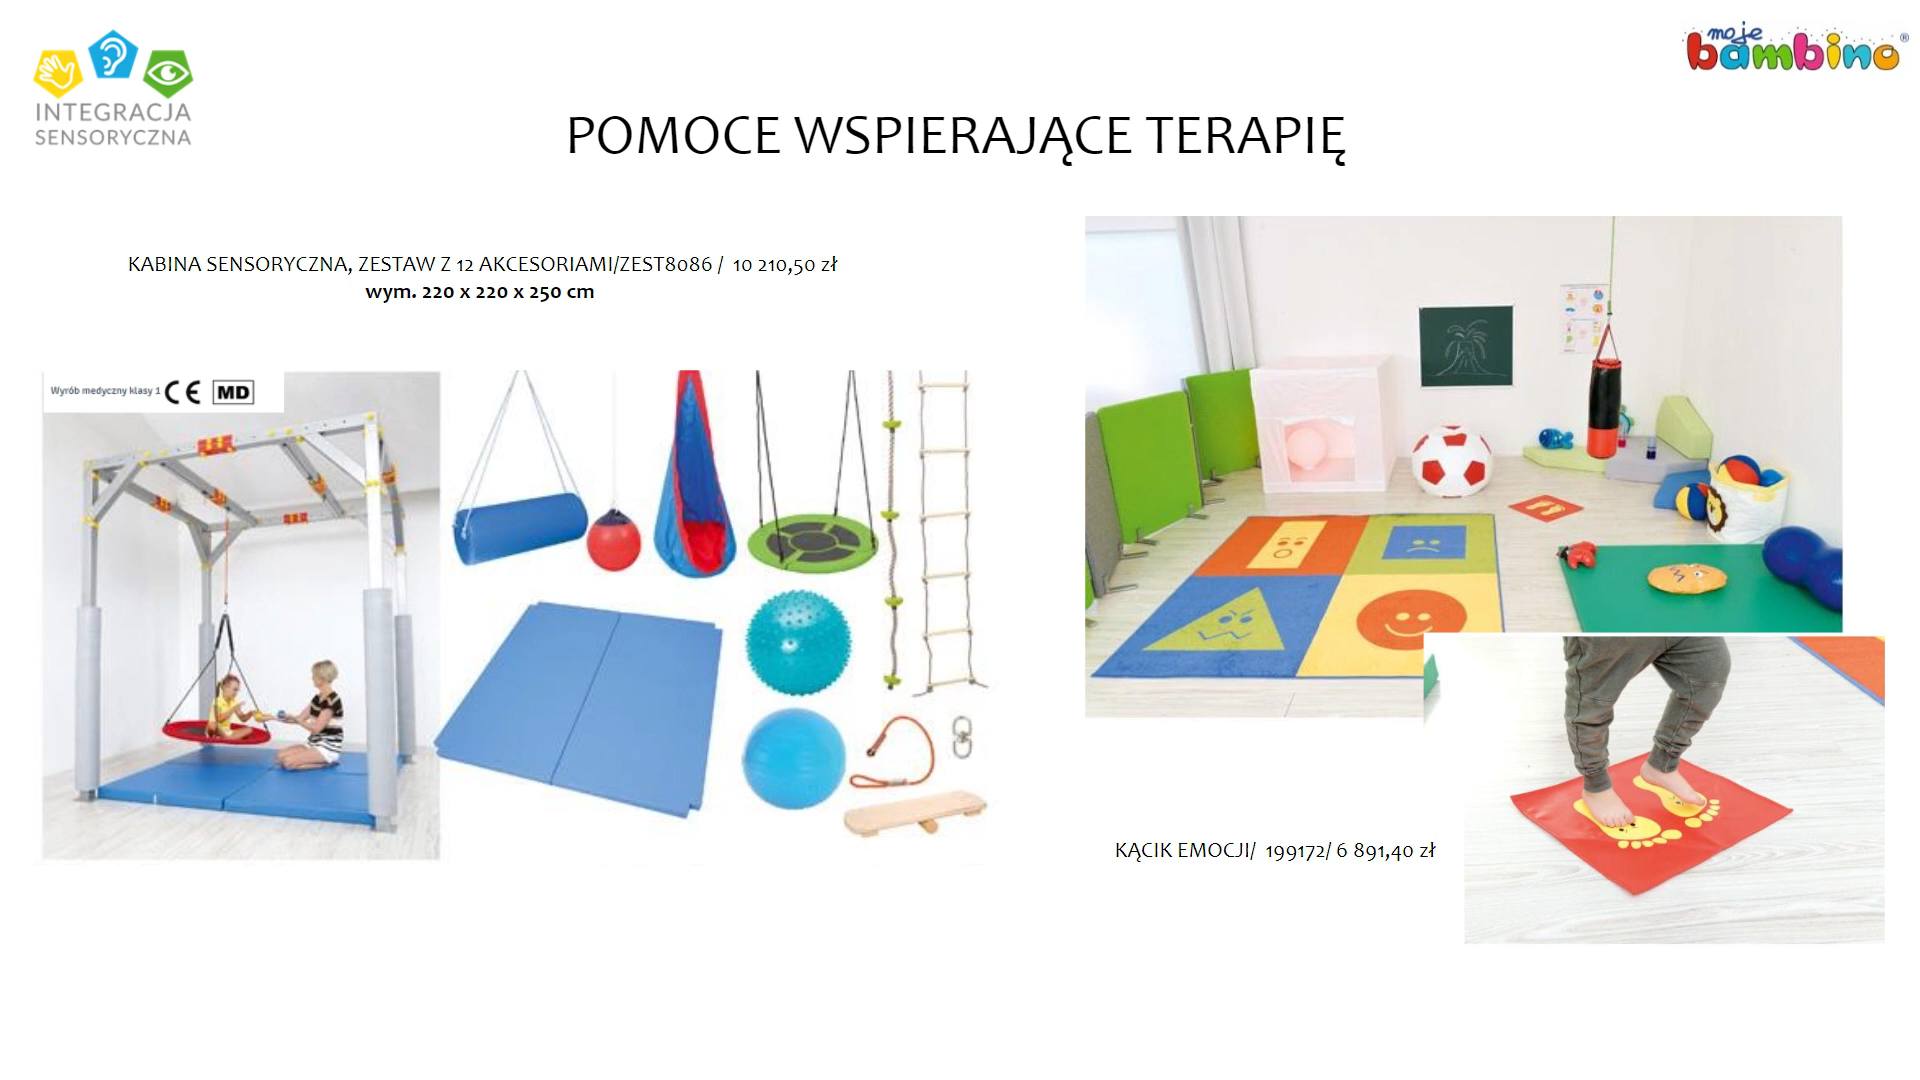 INTEGRACJA
SENSORYCZNA
moje
bambino®
POMOCE WSPIERAJĄCE TERAPIĘ
KABINA SENSORYCZNA, ZESTAW Z 12 AKCESORIAMI/ZEST8086 / 10 210,50 zł
wym. 220 x 220 x 250 cm
Wyrób medyczny klasy 1 CE MD
KĄCIK EMOCJI/ 199172/ 6 891,40 zł